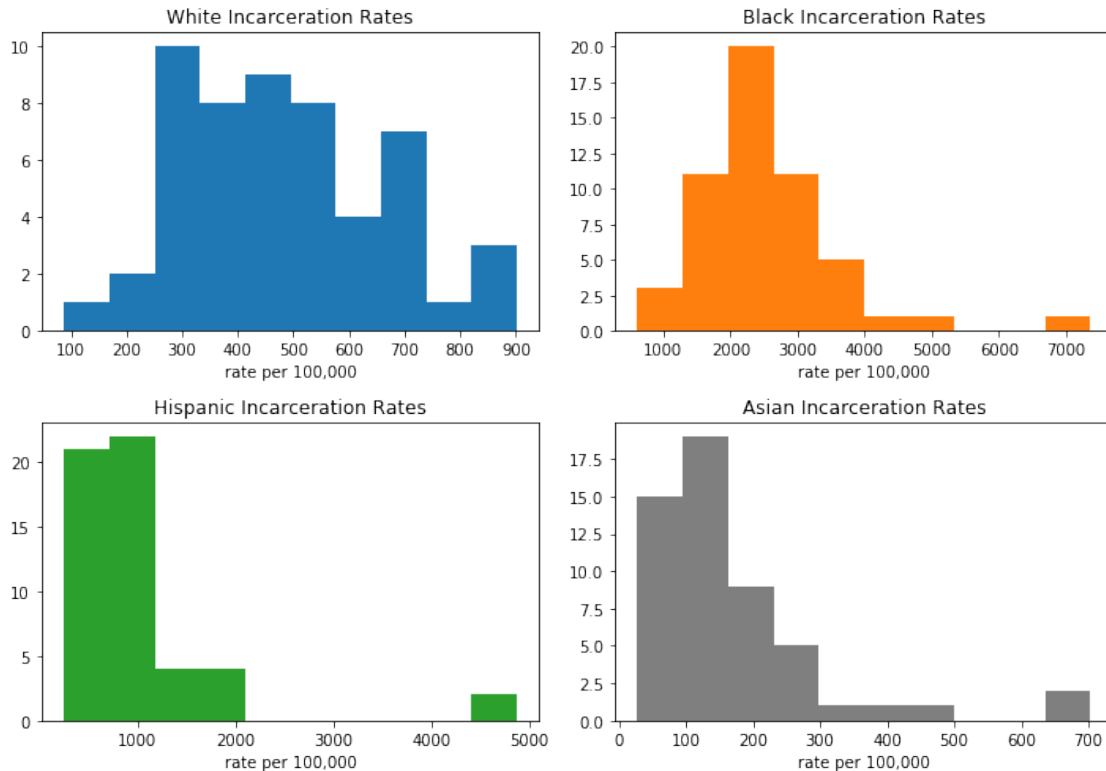 White Incarceration Rates
10
8
6
4
2
0
100 200 300 400 500 600 700 800 900
rate per 100,000
Black Incarceration Rates
20.0
17.5
15.0
12.5
10.0
7.5
5.0
2.5
0.0
1000 2000 3000 4000 5000 6000 7000
rate per 100,000
Hispanic Incarceration Rates
20
15
10
5
0
1000 2000 3000 4000 5000
rate per 100,000
Asian Incarceration Rates
17.5
15.0
12.5
10.0
7.5
5.0
2.5
0.0
0 100 200 300 400 500 600 700
rate per 100,000